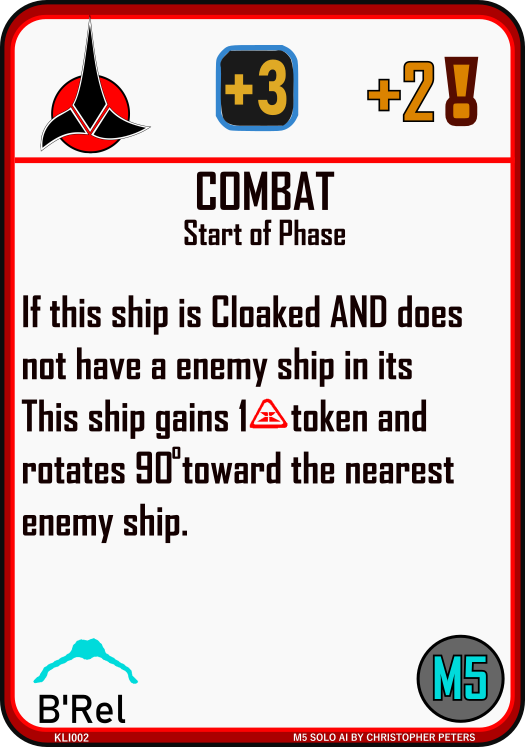 +3 +2!
COMBAT
Start of Phase
If this ship is Cloaked AND does
not have a enemy ship in its
This ship gains 1 token and
rotates 90° toward the nearest
enemy ship.
B'Rel
M5
KLI002 M5 SOLO AI BY CHRISTOPHER PETERS